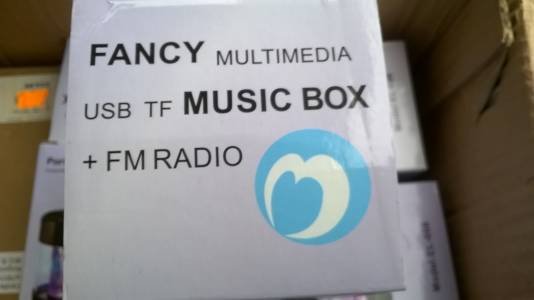 FANCY MULTIMEDIA
USB TF MUSIC BOX
+ FM RADIO